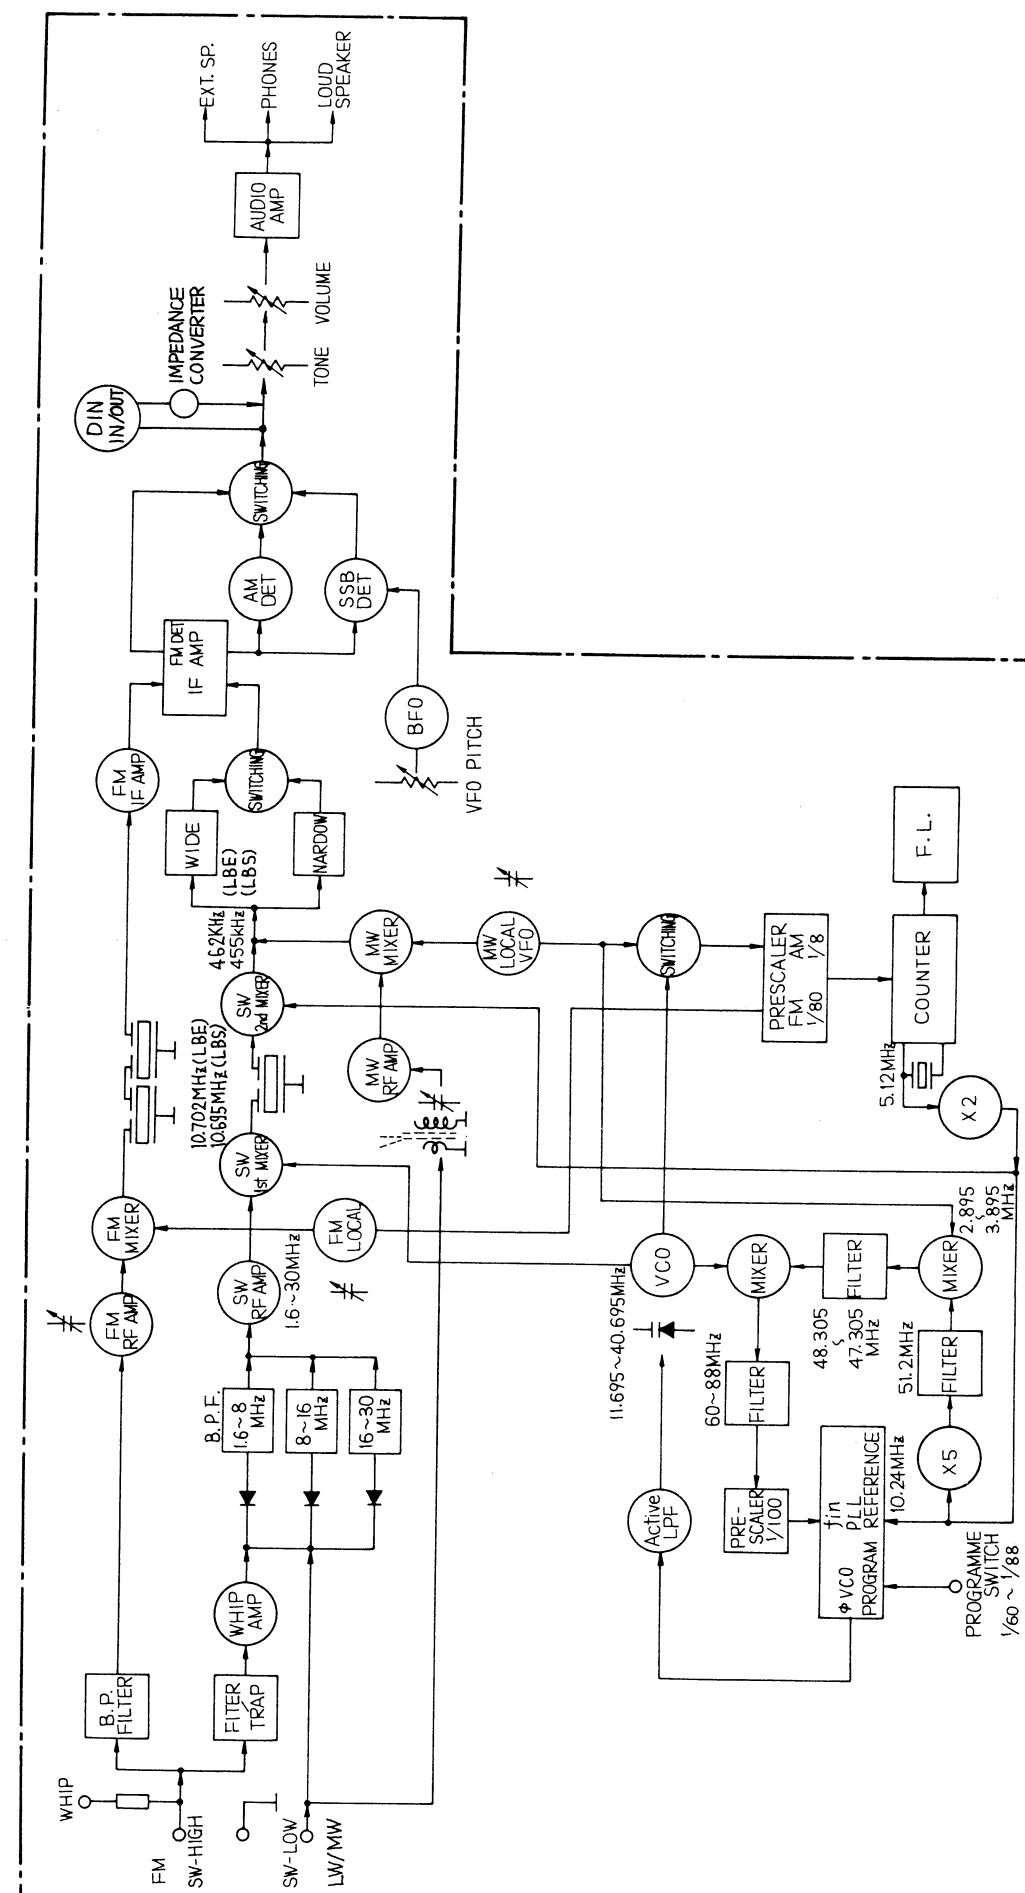 WHIP
FM
SW-HIGH
SW-LOW
LW/MW
B.P.
FILTER
FITER
TRAP
WHIP
AMP
B.P.F.
1.6~8
MHz
8~16
MHz
16~30
MHz
FM
RF AMP
FM
MIXER
SW
RF AMP
1.6~30MHz
FM
LOCAL
SW
1st MIXER
10.702MHz(LBE)
10.695MHz(LBS)
SW
2nd MIXER
MW
RF AMP
MW
MIXER
MW
LOCAL
VFO
462KHz
455kHz
(LBE)
(LBS)
WIDE
NARDOW
SWITCHING
FM
IF AMP
FM DET
IF AMP
AM
DET
SSB
DET
BFO
VFO PITCH
SWITCHING
DIN
IN/OUT
IMPEDANCE
CONVERTER
TONE
VOLUME
AUDIO
AMP
EXT. SP.
PHONES
LOUD
SPEAKER
Active
LPF
11.695~40.695MHz
VCO
SWITCHING
PRE-
SCALER
1/100
FILTER
60~88MHz
MIXER
PRESCALER
FM AM
1/80 1/8
48.305
~
47.305
MHz
FILTER
fin
PLL
REFERENCE
φVCO
PROGRAM
10.24MHz
X5
51.2MHz
FILTER
MIXER
2.895
~
3.895
MHz
X2
5.12MHz
COUNTER
F.L.
PROGRAMME
SWITCH
1/60 ~ 1/88